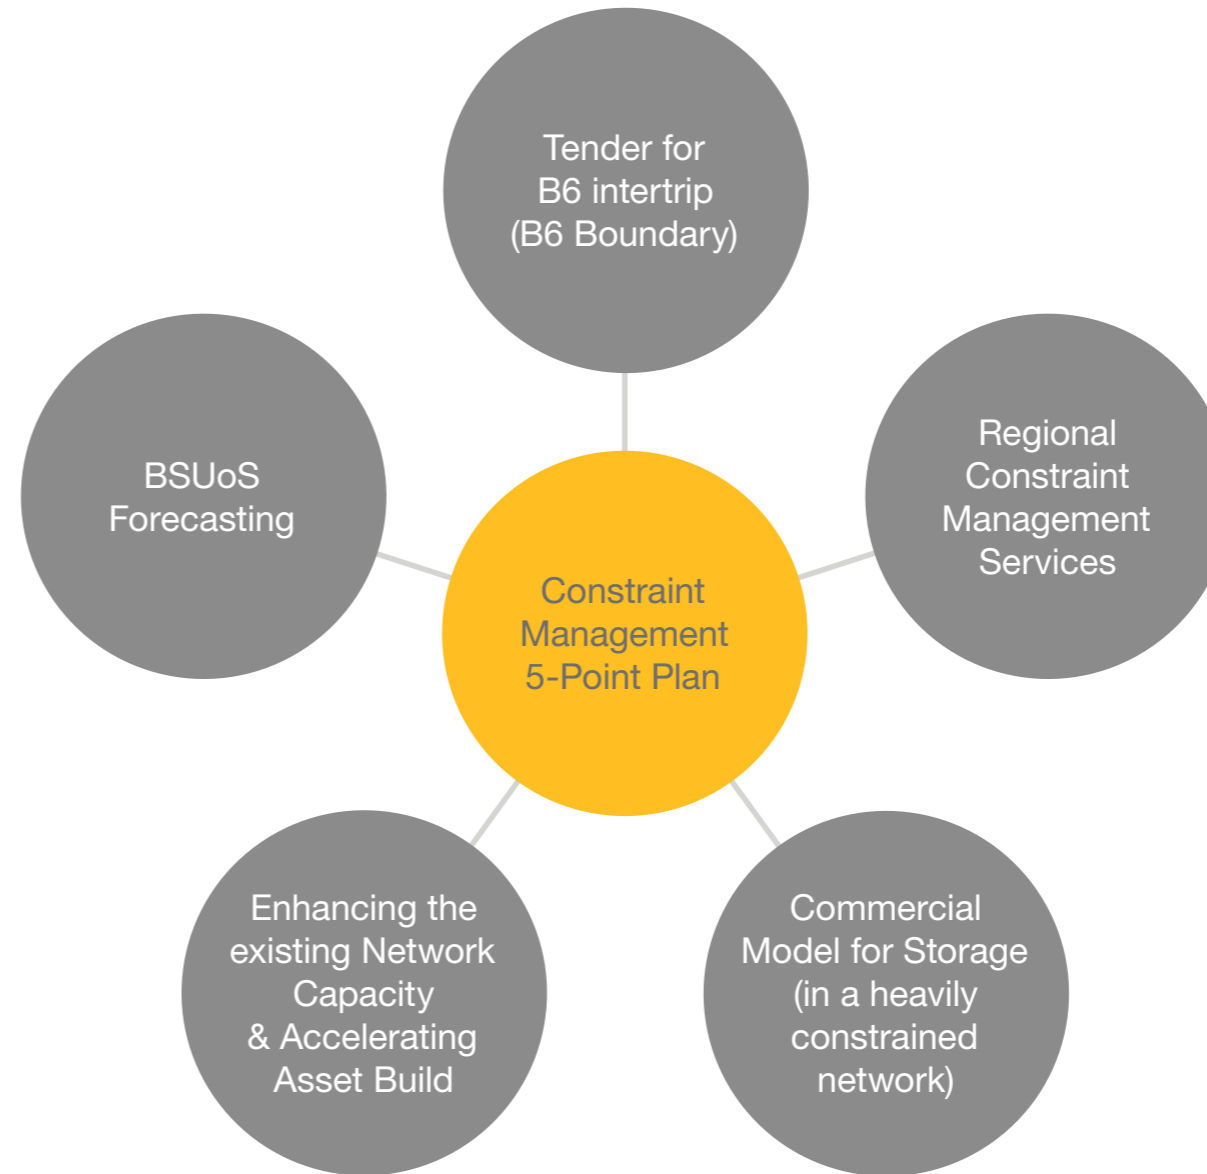 Tender for
B6 intertrip
(B6 Boundary)
BSUoS
Forecasting
Regional
Constraint
Management
Services
Constraint
Management
5-Point Plan
Enhancing the
existing Network
Capacity
& Accelerating
Asset Build
Commercial
Model for Storage
(in a heavily
constrained
network)